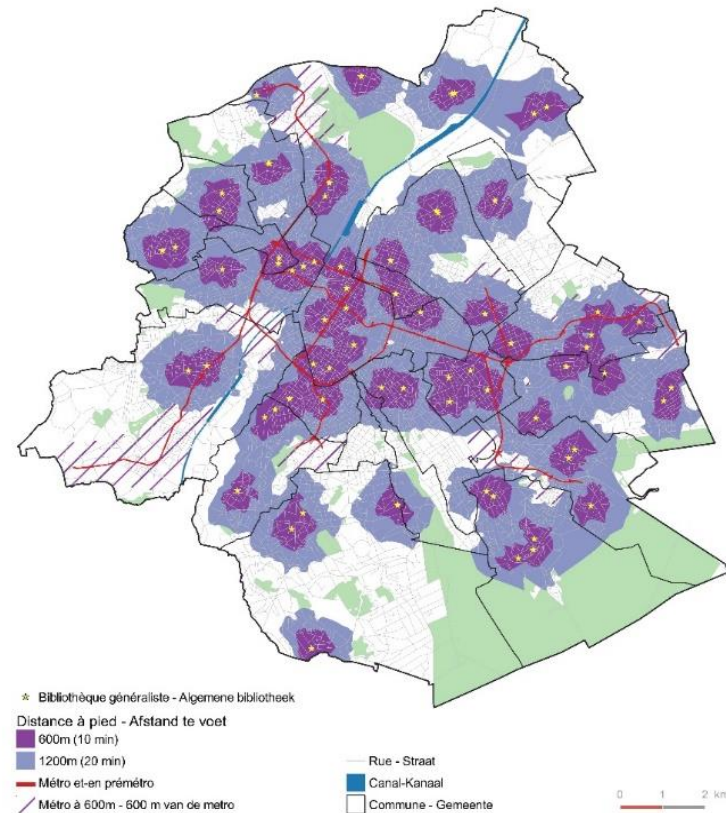 Bibliothèque généraliste - Algemene bibliotheek
Distance à pied - Afstand te voet
600m (10 min)
1200m (20 min)
Métro et-en prémétro
Métro à 600m - 600 m van de metro
Rue - Straat
Canal-Kanaal
Commune - Gemeente
0 1 2 km